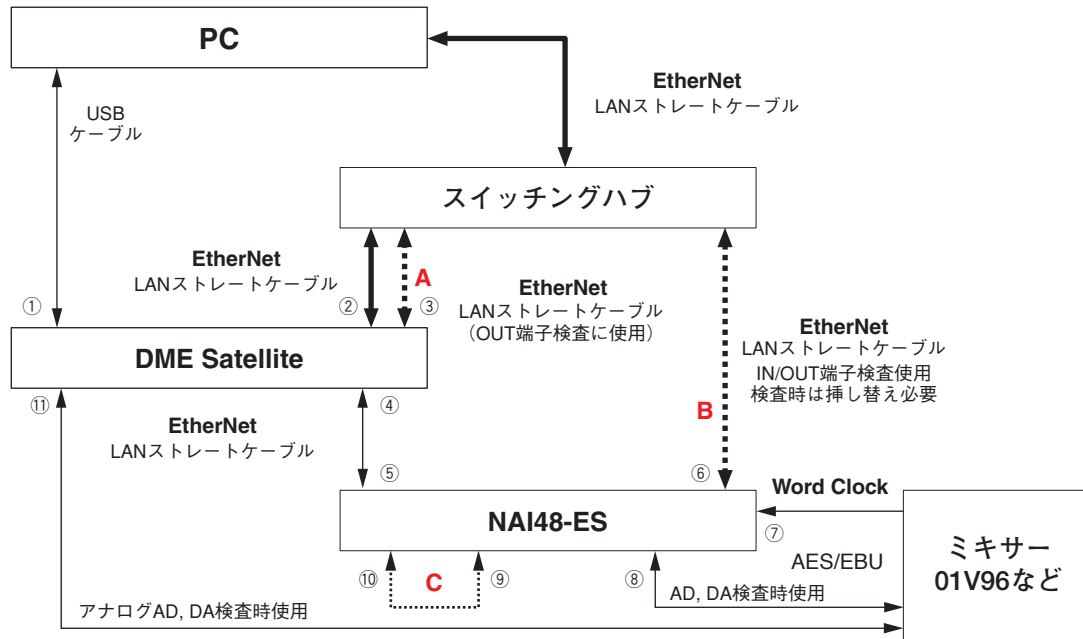 PC
EtherNet
LANストレートケーブル
USB
ケーブル
スイッチングハブ
EtherNet
LANストレートケーブル
A
①
②
③
EtherNet
LANストレートケーブル
（OUT端子検査に使用）
EtherNet
LANストレートケーブル
IN/OUT端子検査使用
検査時は挿し替え必要
DME Satellite
⑪
④
B
EtherNet
LANストレートケーブル
⑤
⑥
Word Clock
NAI48-ES
⑦
AES/EBU
ミキサー
01V96など
⑩
C
⑨
⑧
AD, DA検査時使用
アナログAD, DA検査時使用